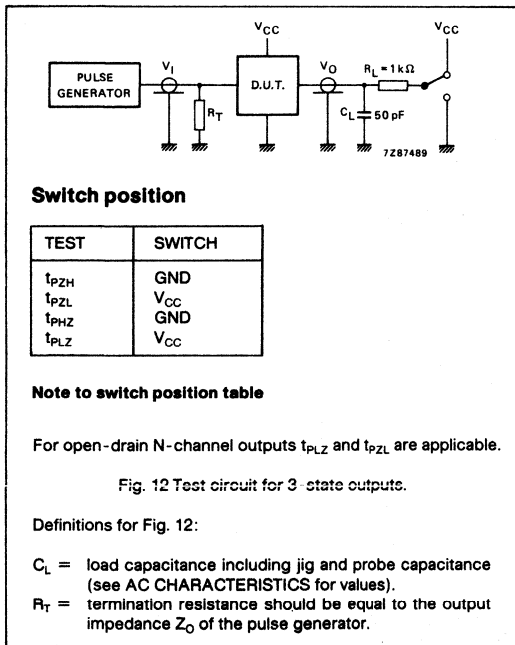 VCC
VCC
VI
VO
RL = 1 kΩ
PULSE
GENERATOR
D.U.T.
RT
CL
50 pF
7Z87489
Switch position
TEST SWITCH
tPZH GND
tPZL VCC
tPHZ GND
tPLZ VCC
Note to switch position table
For open-drain N-channel outputs tPLZ and tPZL are applicable.
Fig. 12 Test circuit for 3-state outputs.
Definitions for Fig. 12:
CL = load capacitance including jig and probe capacitance
(see AC CHARACTERISTICS for values).
RT = termination resistance should be equal to the output
impedance ZO of the pulse generator.